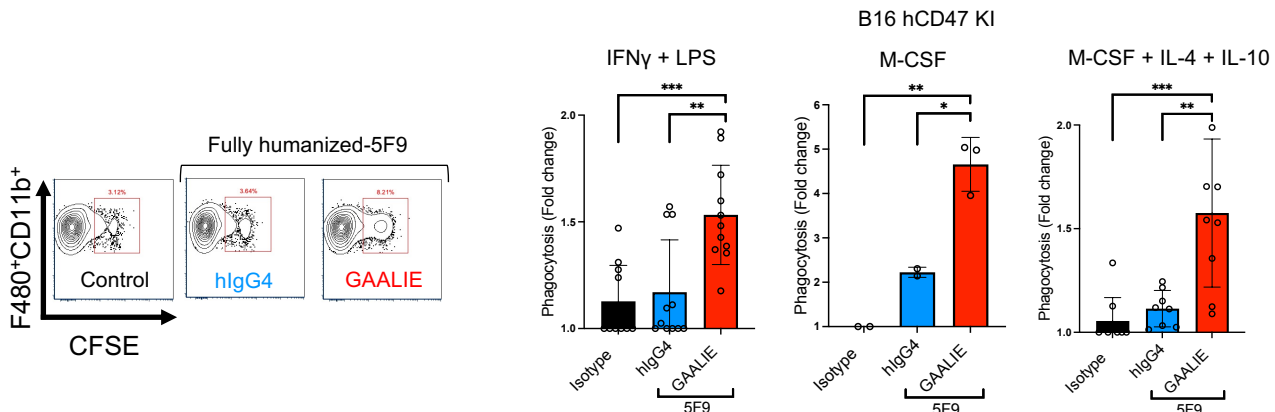 B16 hCD47 KI
Fully humanized-5F9
3.12%
3.64%
8.21%
Control
hIgG4
GAALIE
F480+CD11b+
CFSE
IFNγ + LPS
***
**
Phagocytosis (Fold change)
2.0
1.5
1.0
Isotype
hIgG4
GAALIE
5F9
M-CSF
**
*
Phagocytosis (Fold change)
6
5
4
3
2
1
Isotype
hIgG4
GAALIE
5F9
M-CSF + IL-4 + IL-10
***
**
Phagocytosis (Fold change)
2.0
1.5
1.0
Isotype
hIgG4
GAALIE
5F9